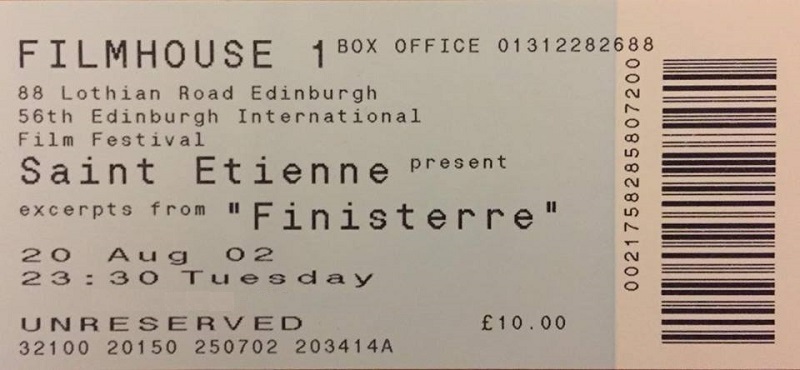 FILMHOUSE 1 BOX OFFICE 01312282688
88 Lothian Road Edinburgh
56th Edinburgh International
Film Festival
Saint Etienne present
excerpts from "Finisterre"
20 Aug 02
23:30 Tuesday
UNRESERVED £10.00
32100 20150 250702 203414A
0021758285807200